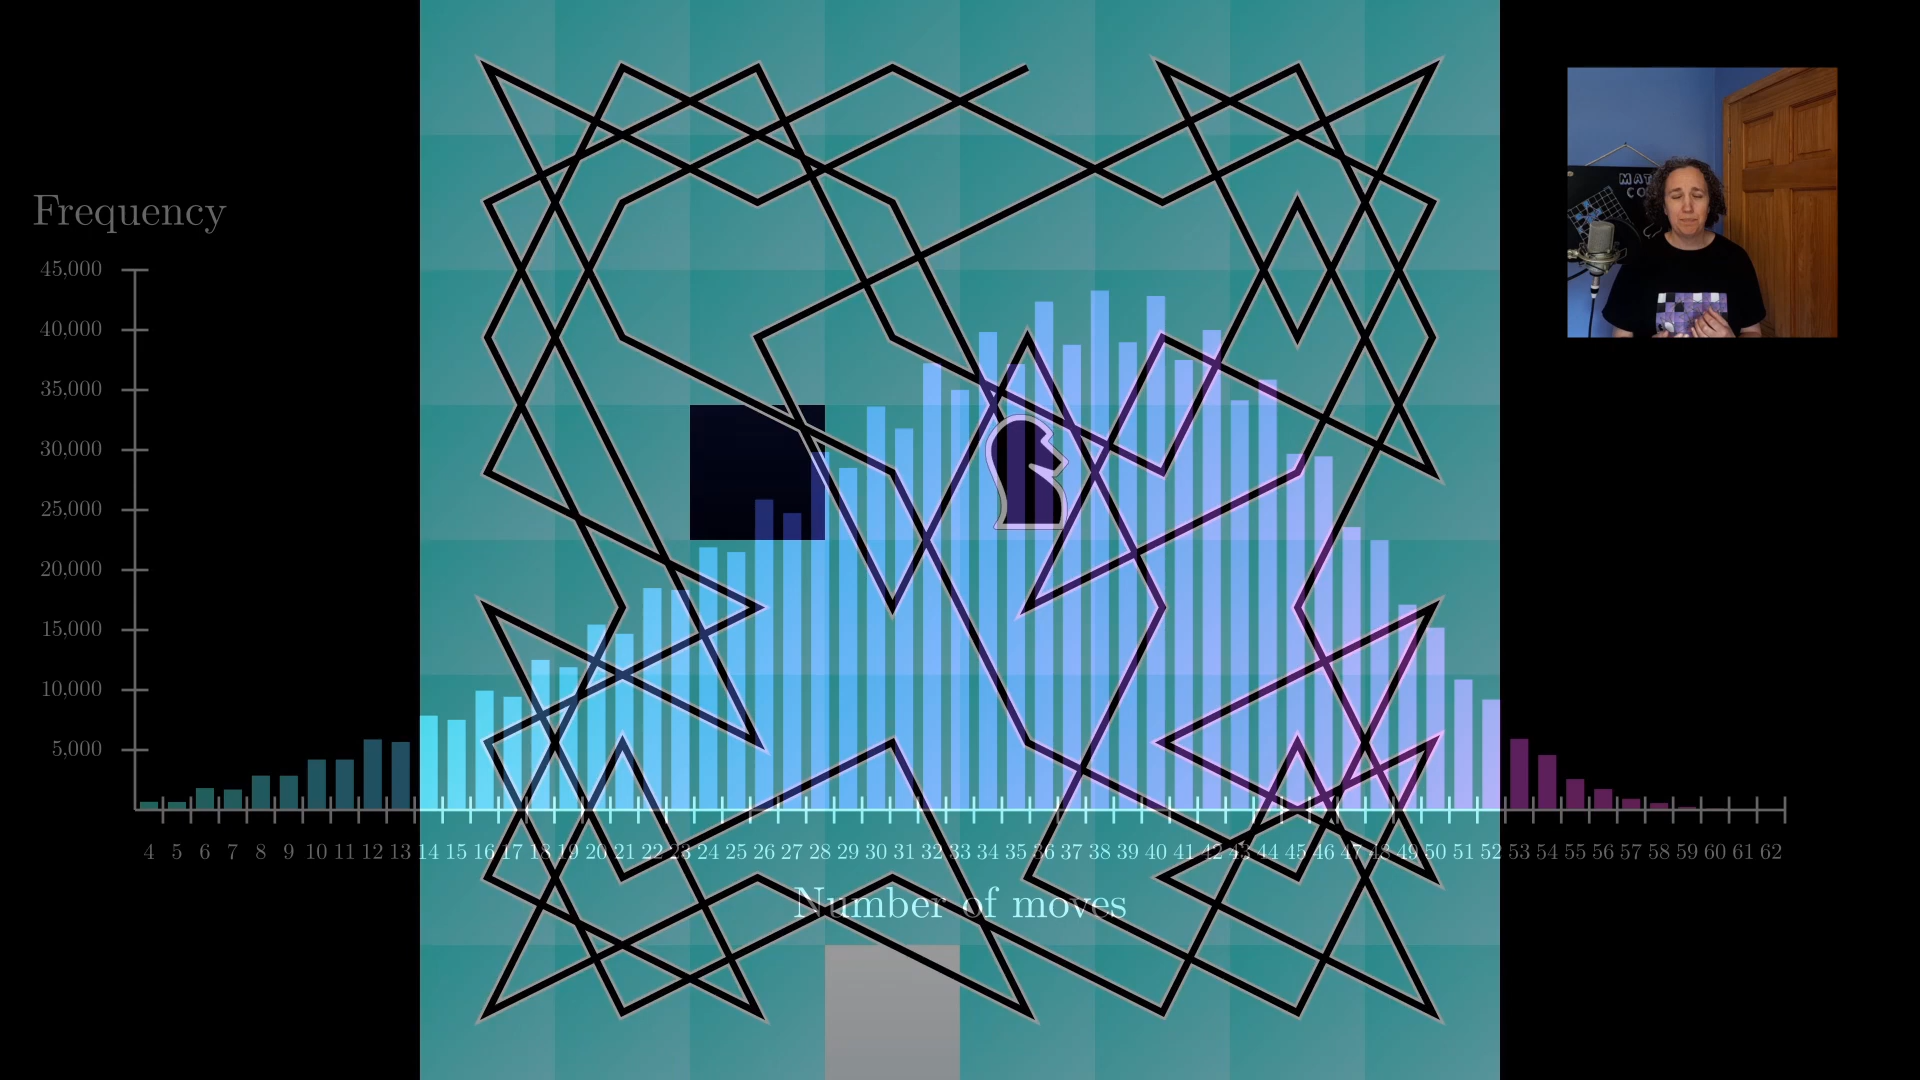 Frequency
45,000
40,000
35,000
30,000
25,000
20,000
15,000
10,000
5,000
4 5 6 7 8 9 10 11 12 13 14 15 16 17 18 19 20 21 22 23 24 25 26 27 28 29 30 31 32 33 34 35 36 37 38 39 40 41 42 43 44 45 46 47 48 49 50 51 52 53 54 55 56 57 58 59 60 61 62
Number of moves
MAT
CO